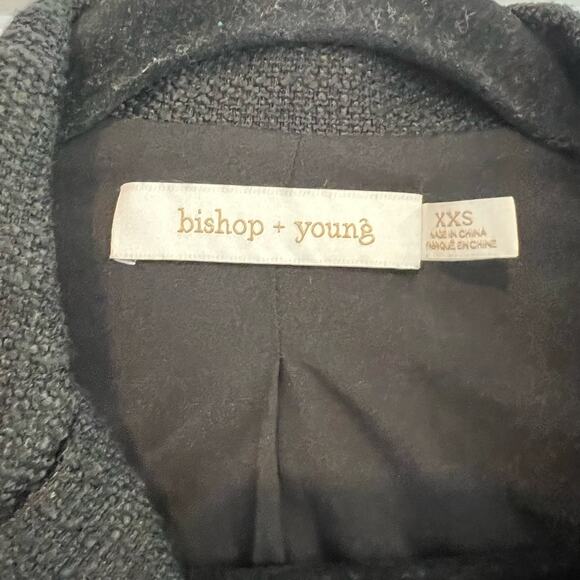 bishop + young
XXS
MADE IN CHINA
FABRIQUÉ EN CHINE